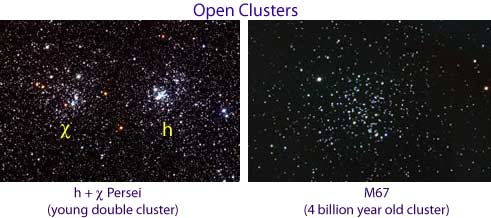 Open Clusters
χ
h
h + χ Persei
(young double cluster)
M67
(4 billion year old cluster)